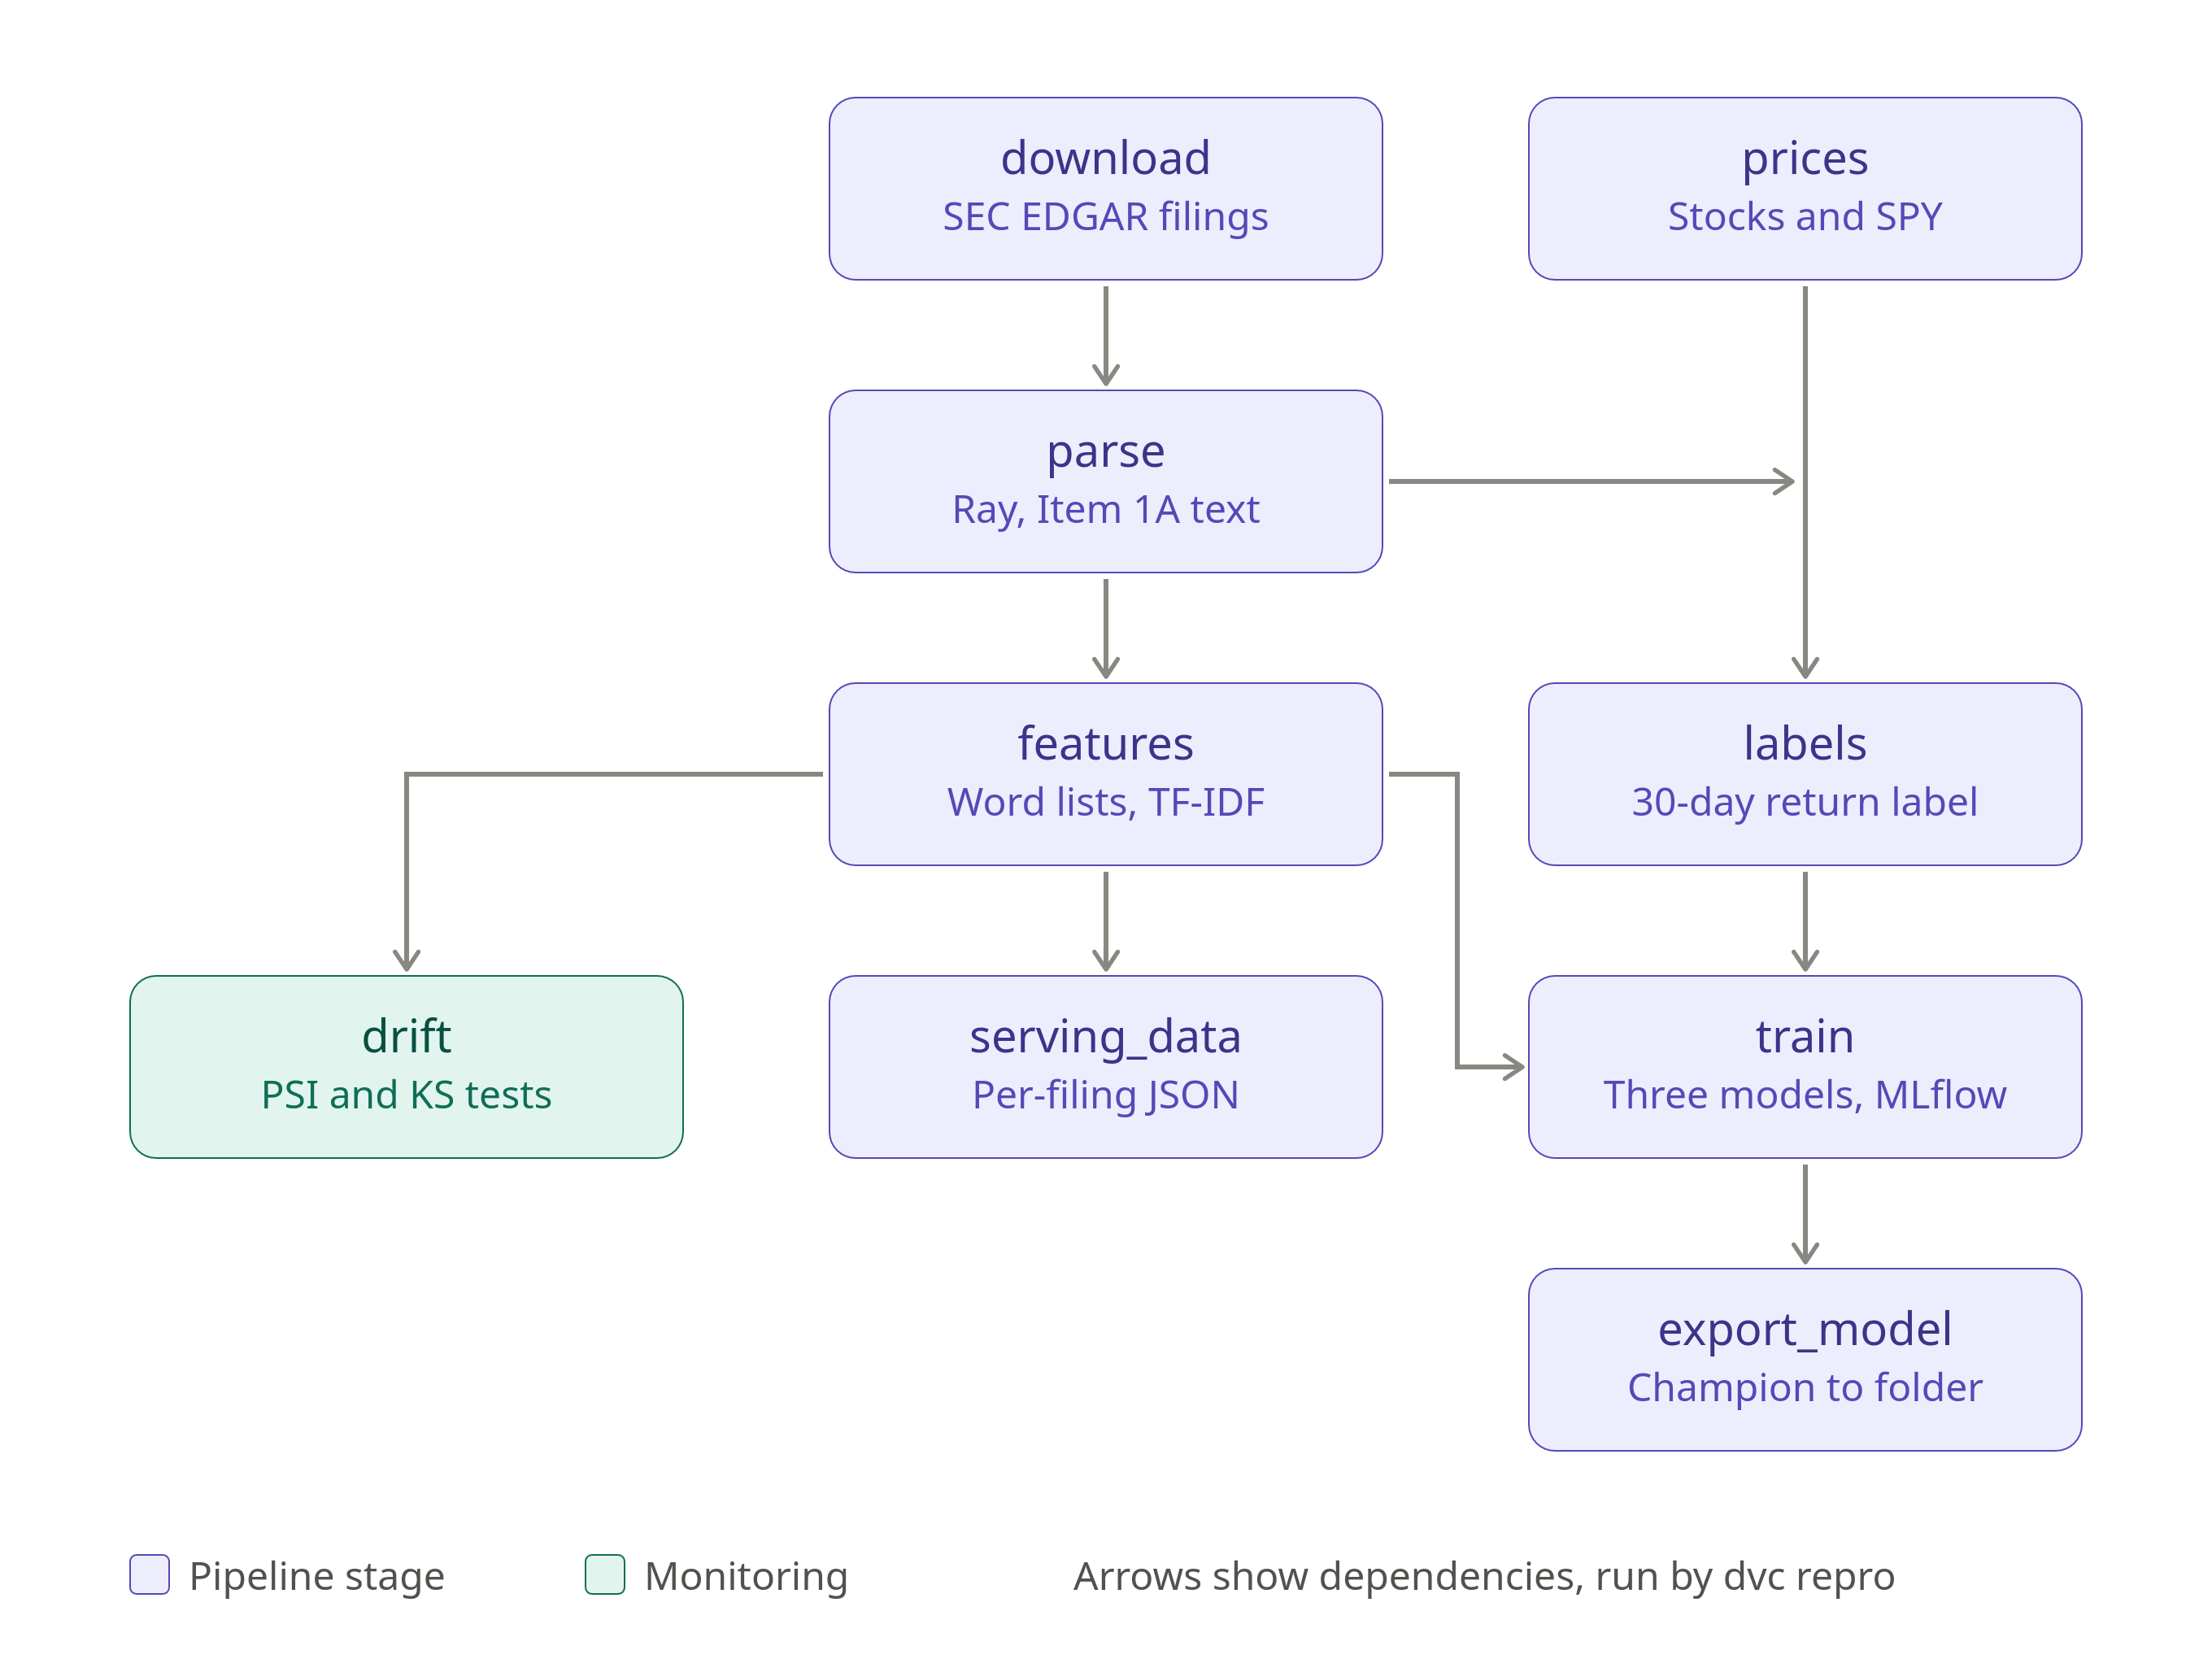 download
SEC EDGAR filings
prices
Stocks and SPY
parse
Ray, Item 1A text
features
Word lists, TF-IDF
labels
30-day return label
drift
PSI and KS tests
serving_data
Per-filing JSON
train
Three models, MLflow
export_model
Champion to folder
Pipeline stage
Monitoring
Arrows show dependencies, run by dvc repro